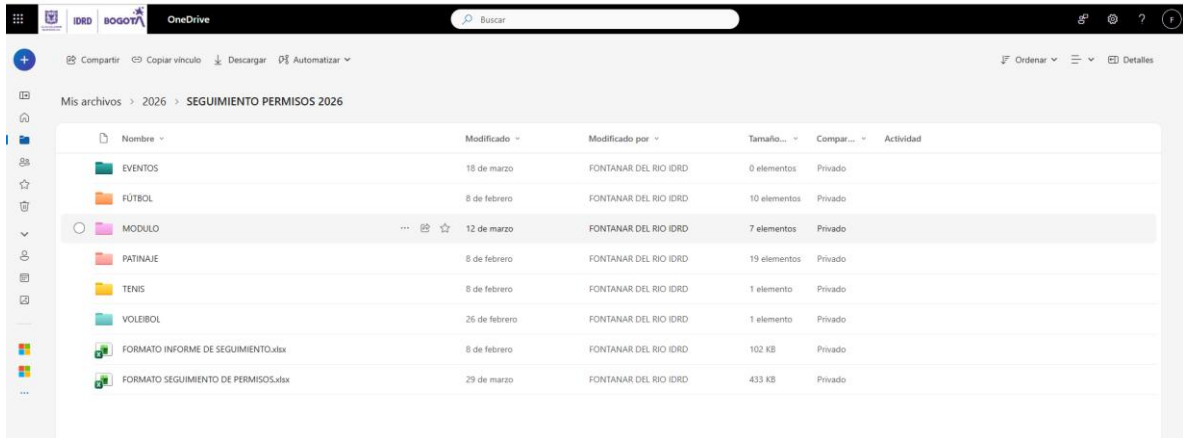 IDRD BOGOTÁ OneDrive Buscar ? F
Compartir Copiar vínculo Descargar Automatizar Ordenar Detalles
Mis archivos > 2026 > SEGUIMIENTO PERMISOS 2026
Nombre Modificado Modificado por Tamaño... Compar... Actividad
EVENTOS 18 de marzo FONTANAR DEL RIO IDRD 0 elementos Privado
FÚTBOL 8 de febrero FONTANAR DEL RIO IDRD 10 elementos Privado
MODULO ... 12 de marzo FONTANAR DEL RIO IDRD 7 elementos Privado
PATINAJE 8 de febrero FONTANAR DEL RIO IDRD 19 elementos Privado
TENIS 8 de febrero FONTANAR DEL RIO IDRD 1 elemento Privado
VOLEIBOL 26 de febrero FONTANAR DEL RIO IDRD 1 elemento Privado
FORMATO INFORME DE SEGUIMIENTO.xlsx 8 de febrero FONTANAR DEL RIO IDRD 102 KB Privado
FORMATO SEGUIMIENTO DE PERMISOS.xlsx 29 de marzo FONTANAR DEL RIO IDRD 433 KB Privado